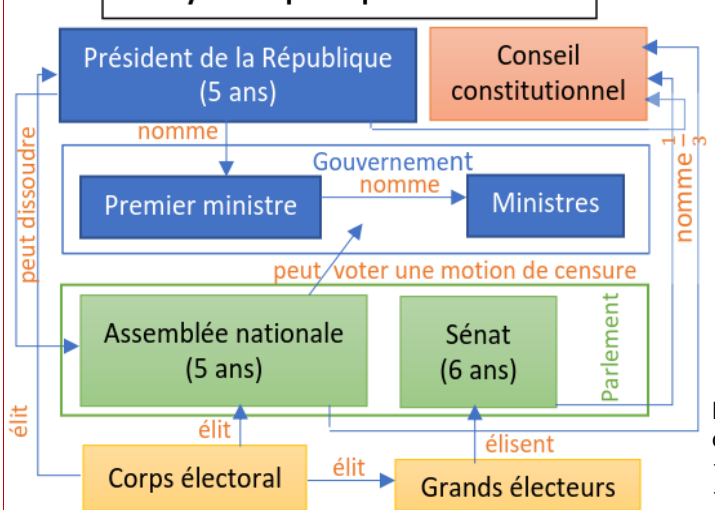 Président de la République
(5 ans)
Conseil
constitutionnel
nomme
Gouvernement
Premier ministre
nomme
Ministres
nomme 1/3
peut dissoudre
peut voter une motion de censure
Assemblée nationale
(5 ans)
Sénat
(6 ans)
Parlement
élit
élit
élisent
Corps électoral
élit
Grands électeurs